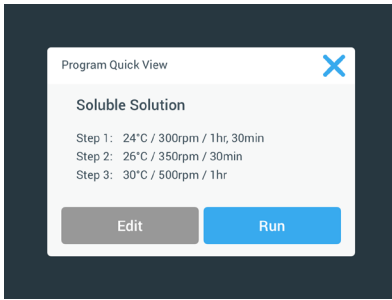 Program Quick View
Soluble Solution
Step 1: 24°C / 300rpm / 1hr, 30min
Step 2: 26°C / 350rpm / 30min
Step 3: 30°C / 500rpm / 1hr
Edit
Run